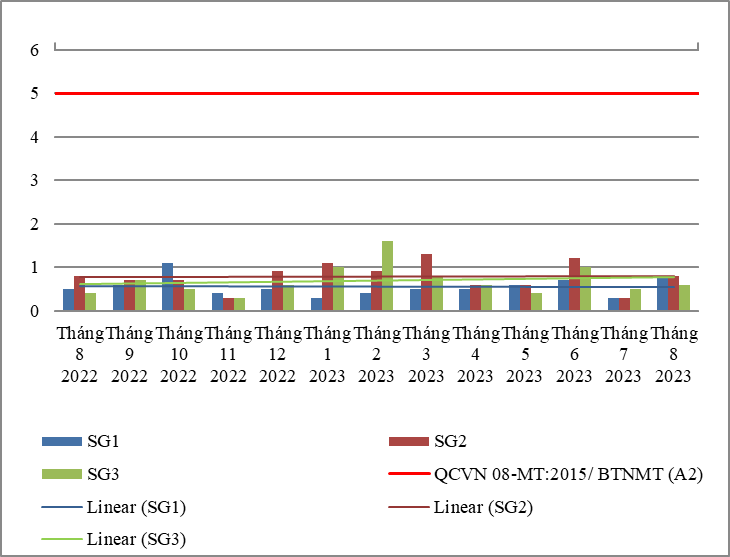 6
5
4
3
2
1
0
Tháng Tháng Tháng Tháng Tháng Tháng Tháng Tháng Tháng Tháng Tháng Tháng Tháng
8 9 10 11 12 1 2 3 4 5 6 7 8
2022 2022 2022 2022 2022 2023 2023 2023 2023 2023 2023 2023 2023
SG1 SG2
SG3 QCVN 08-MT:2015/ BTNMT (A2)
Linear (SG1) Linear (SG2)
Linear (SG3)